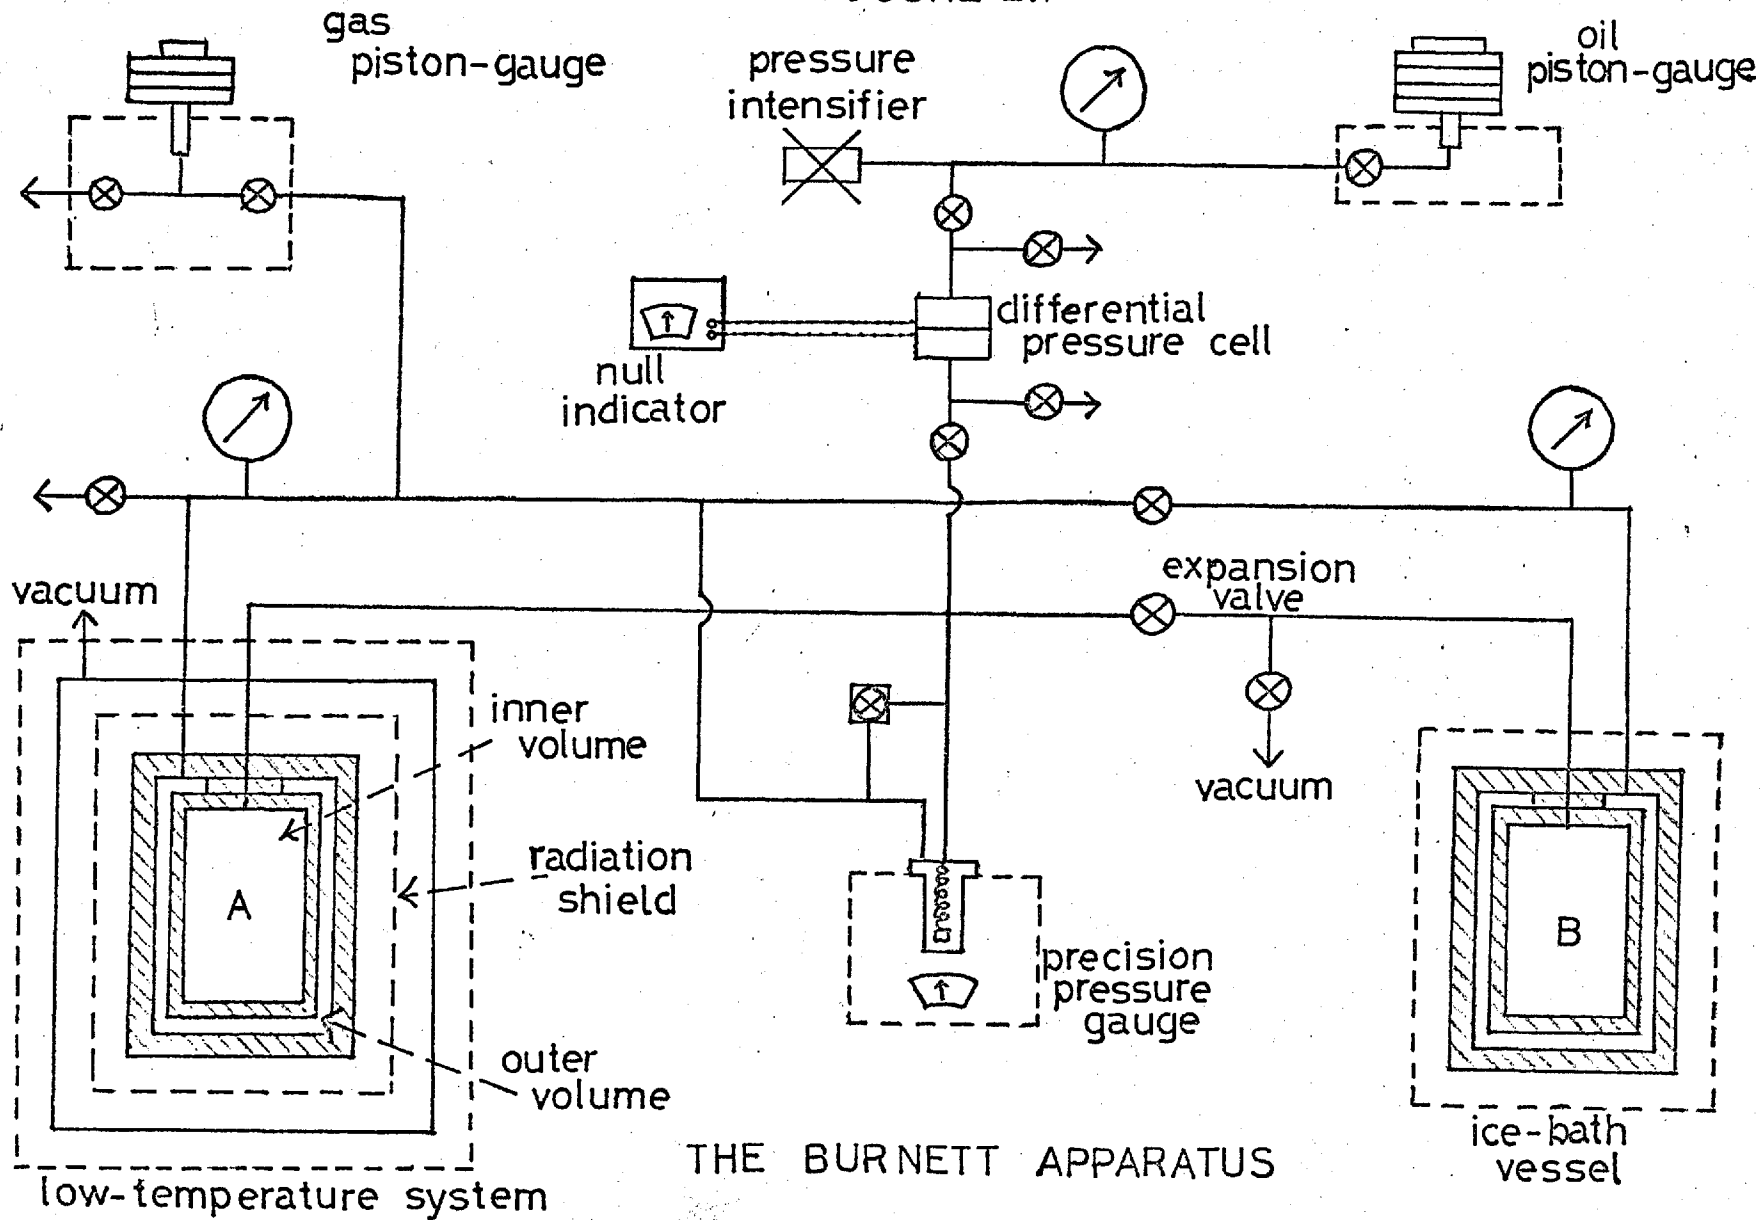 gas
piston-gauge
pressure
intensifier
oil
piston-gauge
differential
pressure cell
null
indicator
expansion
valve
vacuum
inner
volume
vacuum
radiation
shield
A
B
precision
pressure
gauge
outer
volume
ice-bath
vessel
THE BURNETT APPARATUS
low-temperature system